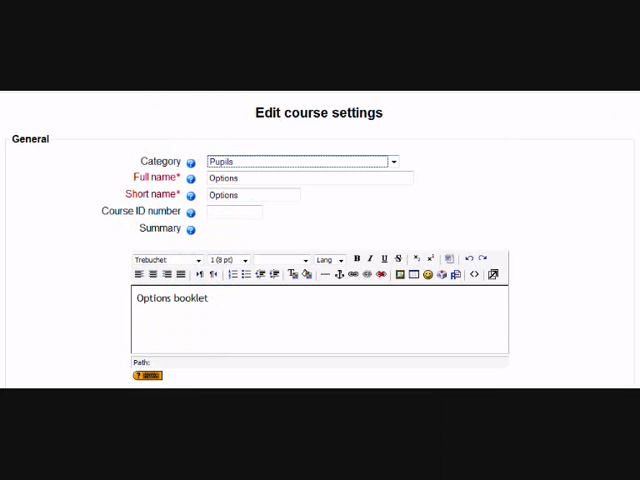 Edit course settings
General
Category Pupils
Full name* Options
Short name* Options
Course ID number
Summary
Trebuchet 1 (8 pt) Lang B I U S
Options booklet
Path: